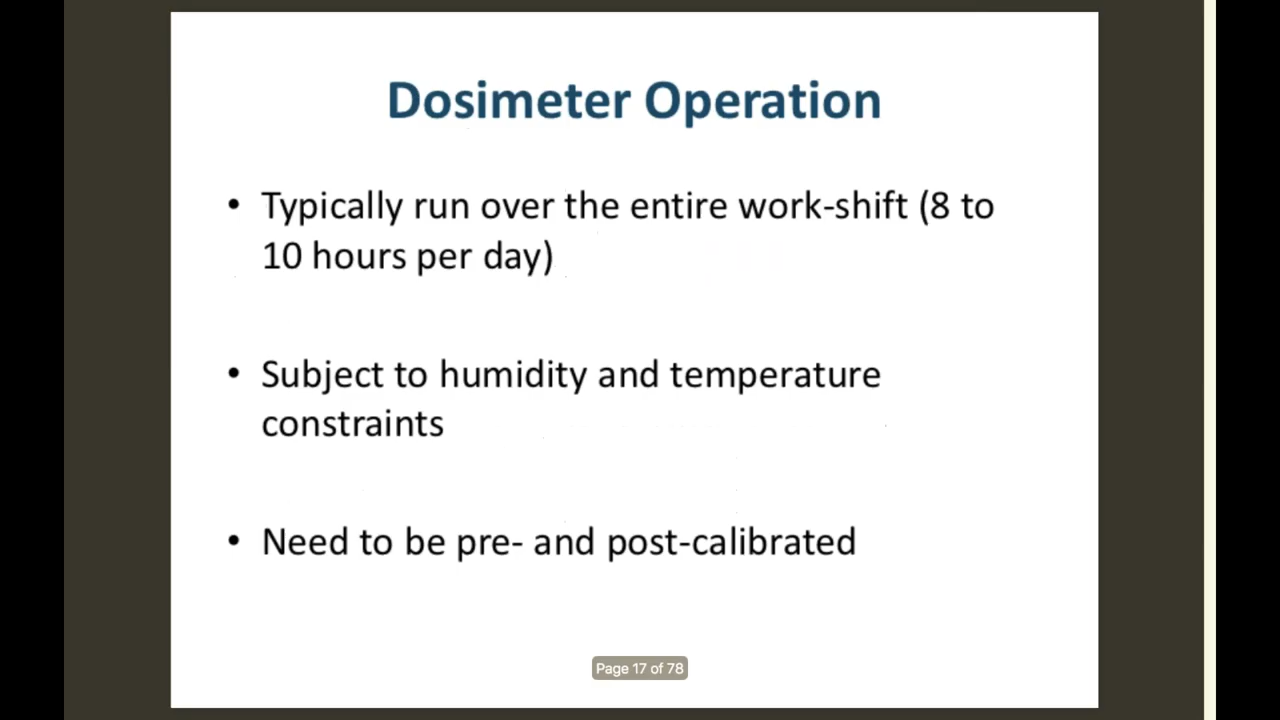 Dosimeter Operation
• Typically run over the entire work-shift (8 to
10 hours per day)
• Subject to humidity and temperature
constraints
• Need to be pre- and post-calibrated
Page 17 of 78